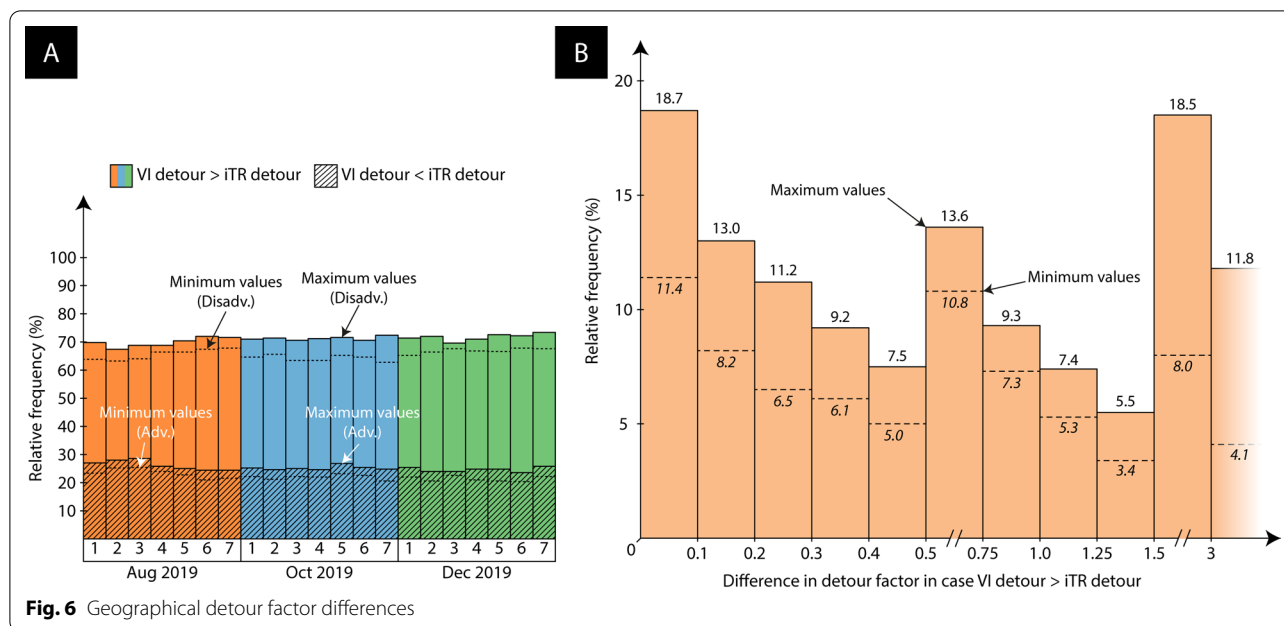 A
VI detour > iTR detour
VI detour < iTR detour
Relative frequency (%)
100
90
80
70
60
50
40
30
20
10
Minimum values
(Disadv.)
Maximum values
(Disadv.)
Minimum values
(Adv.)
Maximum values
(Adv.)
1 2 3 4 5 6 7 1 2 3 4 5 6 7 1 2 3 4 5 6 7
Aug 2019 Oct 2019 Dec 2019
B
Relative frequency (%)
20
15
10
5
0
18.7
13.0
11.2
9.2
7.5
13.6
9.3
7.4
5.5
18.5
11.8
Maximum values
Minimum values
11.4
8.2
6.5
6.1
5.0
10.8
7.3
5.3
3.4
8.0
4.1
0.1 0.2 0.3 0.4 0.5 0.75 1.0 1.25 1.5 3
Difference in detour factor in case VI detour > iTR detour
Fig. 6 Geographical detour factor differences